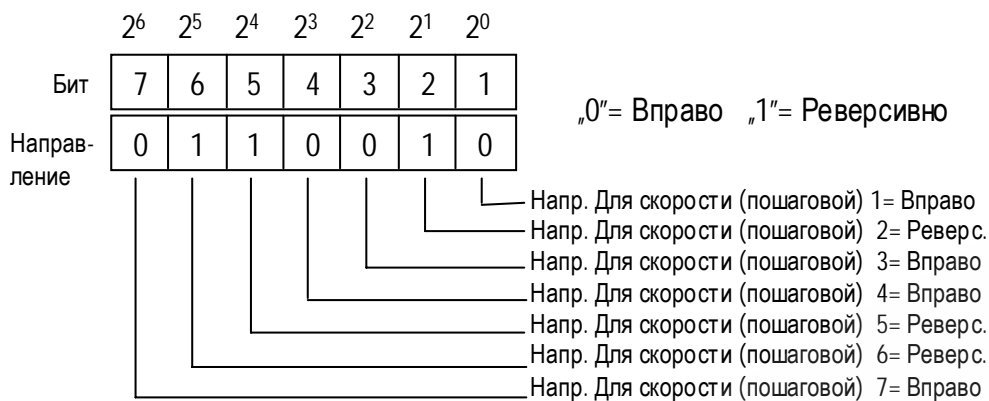 2⁶ 2⁵ 2⁴ 2³ 2² 2¹ 2⁰
Бит 7 6 5 4 3 2 1
„0"= Вправо „1"= Реверсивно
Направ-
ление
0 1 1 0 0 1 0
Напр. Для скорости (пошаговой) 1= Вправо
Напр. Для скорости (пошаговой) 2= Реверс.
Напр. Для скорости (пошаговой) 3= Вправо
Напр. Для скорости (пошаговой) 4= Вправо
Напр. Для скорости (пошаговой) 5= Реверс.
Напр. Для скорости (пошаговой) 6= Реверс.
Напр. Для скорости (пошаговой) 7= Вправо